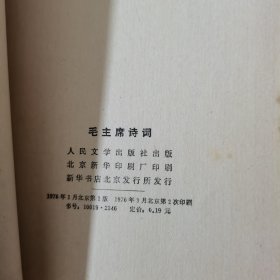 毛主席诗词
人民文学出版社出版
北京新华印刷厂印刷
新华书店北京发行所发行
1976年1月北京第1版 1976年1月北京第2次印刷
书号:10019·2346 定价:0.19元